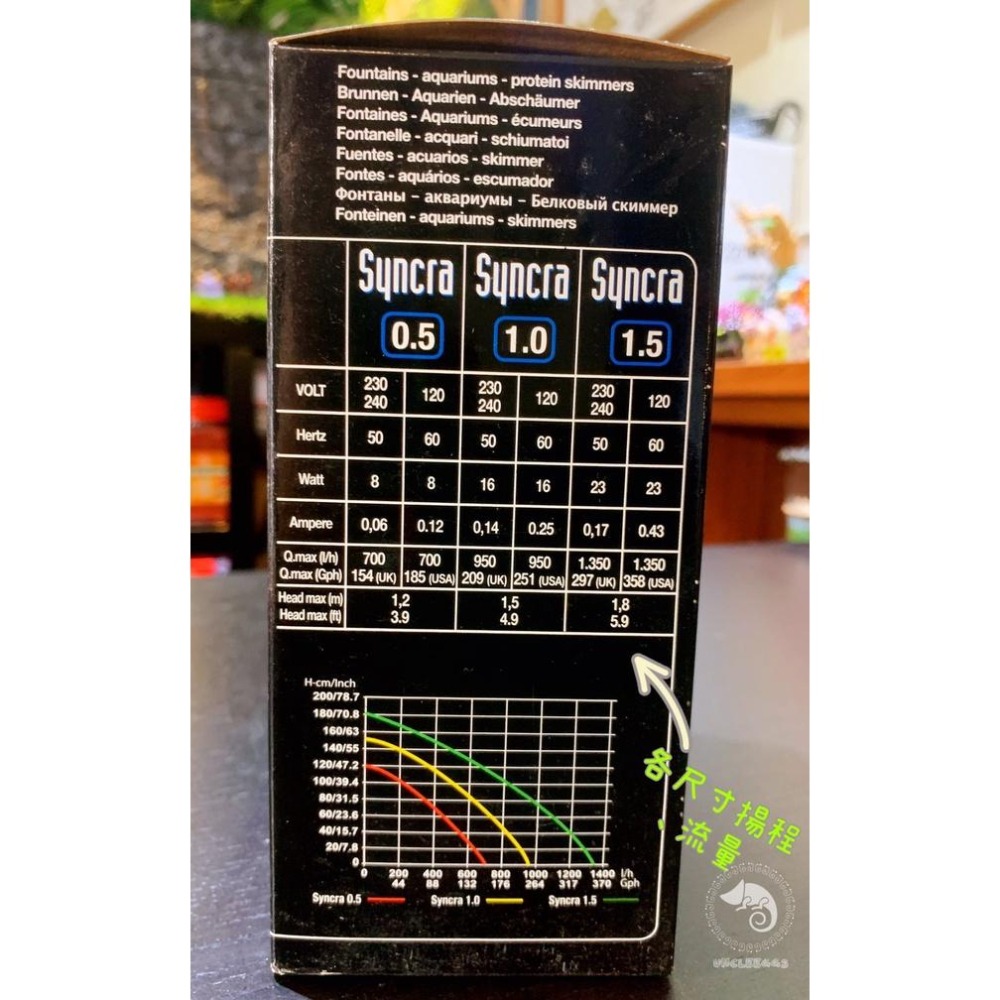 Fountains - aquariums - protein skimmers
Brunnen - Aquarien - Abschäumer
Fontaines - Aquariums - écumeurs
Fontanelle - acquari - schiumatoi
Fuentes - acuarios - skimmer
Fontes - aquários - escumador
Фонтаны - аквариумы - Белковый скиммер
Fonteinen - aquariums - skimmers
Syncra Syncra Syncra
0.5 1.0 1.5
VOLT 230 240 120 230 240 120 230 240 120
Hertz 50 60 50 60 50 60
Watt 8 8 16 16 23 23
Ampere 0,06 0.12 0,14 0.25 0,17 0.43
Q.max (l/h) 700 700 950 950 1.350 1.350
Q.max (Gph) 154 (UK) 185 (USA) 209 (UK) 251 (USA) 297 (UK) 358 (USA)
Head max (m) 1,2 1,5 1,8
Head max (ft) 3.9 4.9 5.9
H-cm/Inch
200/78.7
180/70.8
160/63
140/55
120/47.2
100/39.4
80/31.5
60/23.6
40/15.7
20/7.8
0
0 200 400 600 800 1000 1200 1400 l/h
0 44 88 132 176 264 317 370 Gph
Syncra 0.5 Syncra 1.0 Syncra 1.5
各尺寸揚程
、流量